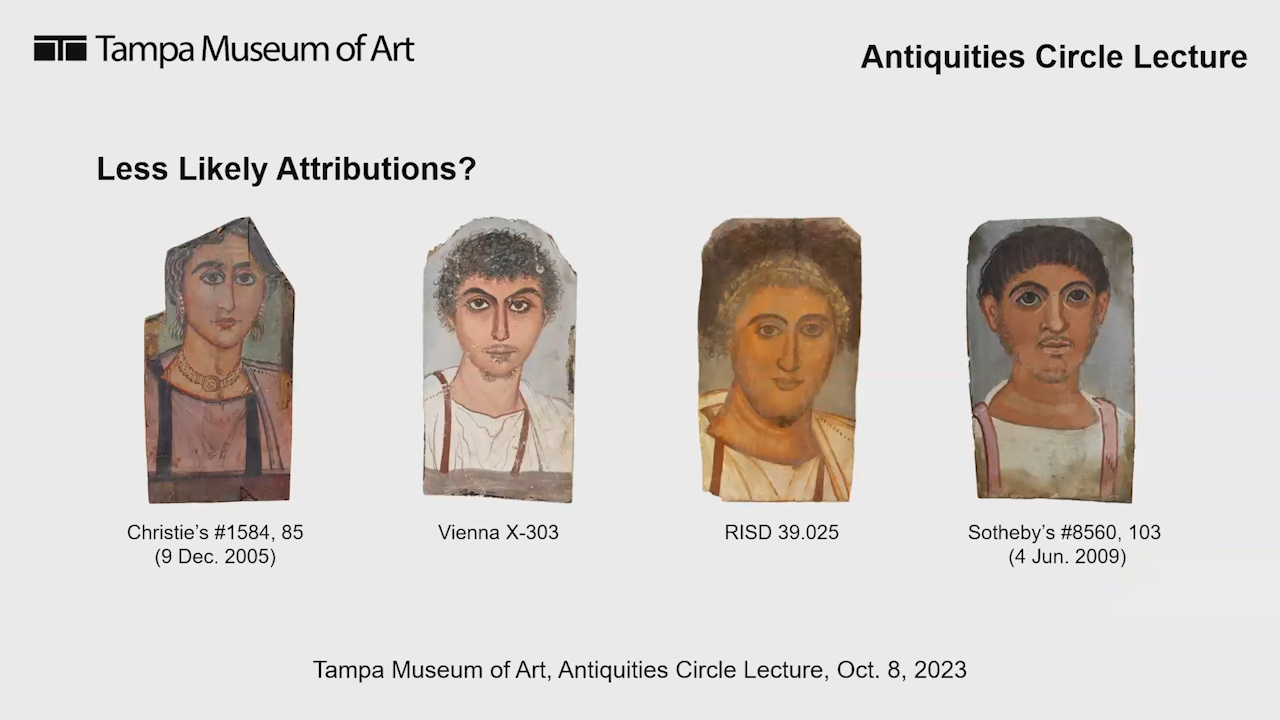 Tampa Museum of Art
Antiquities Circle Lecture
Less Likely Attributions?
Christie's #1584, 85
(9 Dec. 2005)
Vienna X-303
RISD 39.025
Sotheby's #8560, 103
(4 Jun. 2009)
Tampa Museum of Art, Antiquities Circle Lecture, Oct. 8, 2023